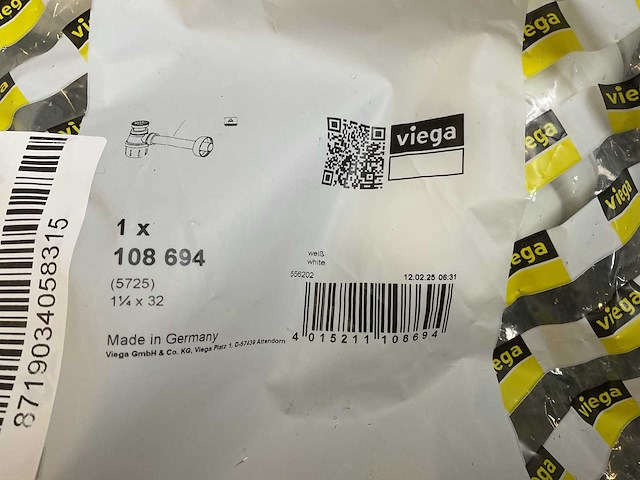 viega
1 x
108 694
(5725)
1¼ x 32
weiß
white
556202
12.02.25 06:31
4 015211 108694
Made in Germany
Viega GmbH & Co. KG, Viega Platz 1, D-57439 Attendorn
8719034058315
viega
viega
viega
viega
viega
viega
viega
viega
viega